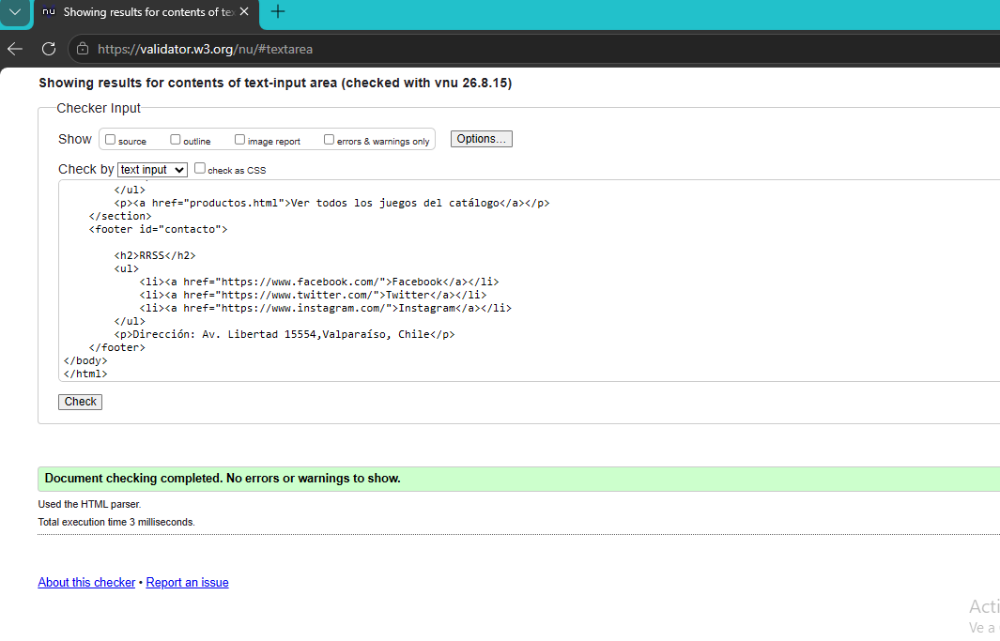 nu Showing results for contents of te
https://validator.w3.org/nu/#textarea
Showing results for contents of text-input area (checked with vnu 26.8.15)
Checker Input
Show source outline image report errors & warnings only Options...
Check by text input check as CSS
</ul>
<p><a href="productos.html">Ver todos los juegos del catálogo</a></p>
</section>
<footer id="contacto">
<h2>RRSS</h2>
<ul>
<li><a href="https://www.facebook.com/">Facebook</a></li>
<li><a href="https://www.twitter.com/">Twitter</a></li>
<li><a href="https://www.instagram.com/">Instagram</a></li>
</ul>
<p>Dirección: Av. Libertad 15554,Valparaíso, Chile</p>
</footer>
</body>
</html>
Check
Document checking completed. No errors or warnings to show.
Used the HTML parser.
Total execution time 3 milliseconds.
About this checker • Report an issue
Acti
Ve a